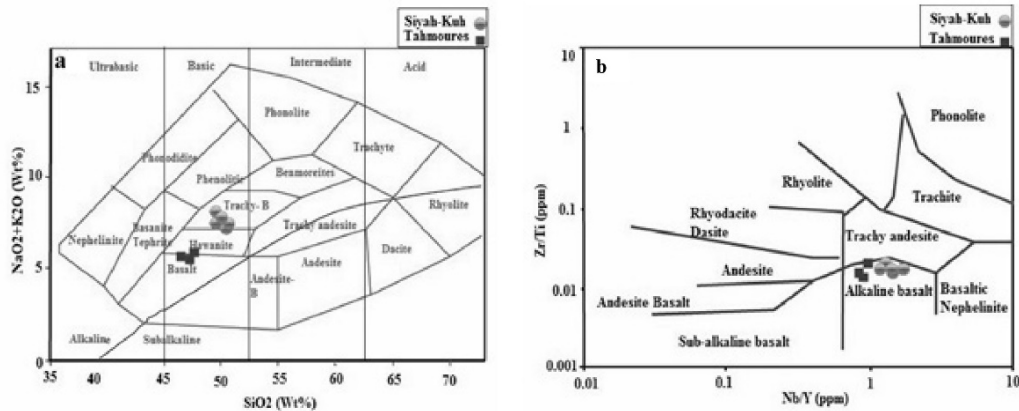 Siyah-Kuh
Tahmoures
a
Ultrabasic
Basic
Intermediate
Acid
Phonolite
Phonodidite
Trachyte
Phenolitic
Benmoreites
Trachy- B
Rhyolite
Nephelinite
Basanite
Tephrite
Hawanite
Trachy andesite
Basalt
Dacite
Andesite
Andesite-
B
Alkaline
Subalkaline
NaO2+K2O (Wt%)
15
10
5
0
35
40
45
50
55
60
65
70
SiO2 (Wt%)
Siyah-Kuh
Tahmoures
b
Phonolite
Rhyolite
Trachite
Rhyodacite
Dasite
Trachy andesite
Andesite
Alkaline basalt
Basaltic
Nephelinite
Andesite Basalt
Sub-alkaline basalt
Zr/Ti (ppm)
10
1
0.1
0.01
0.001
0.01
0.1
1
10
Nb/Y (ppm)